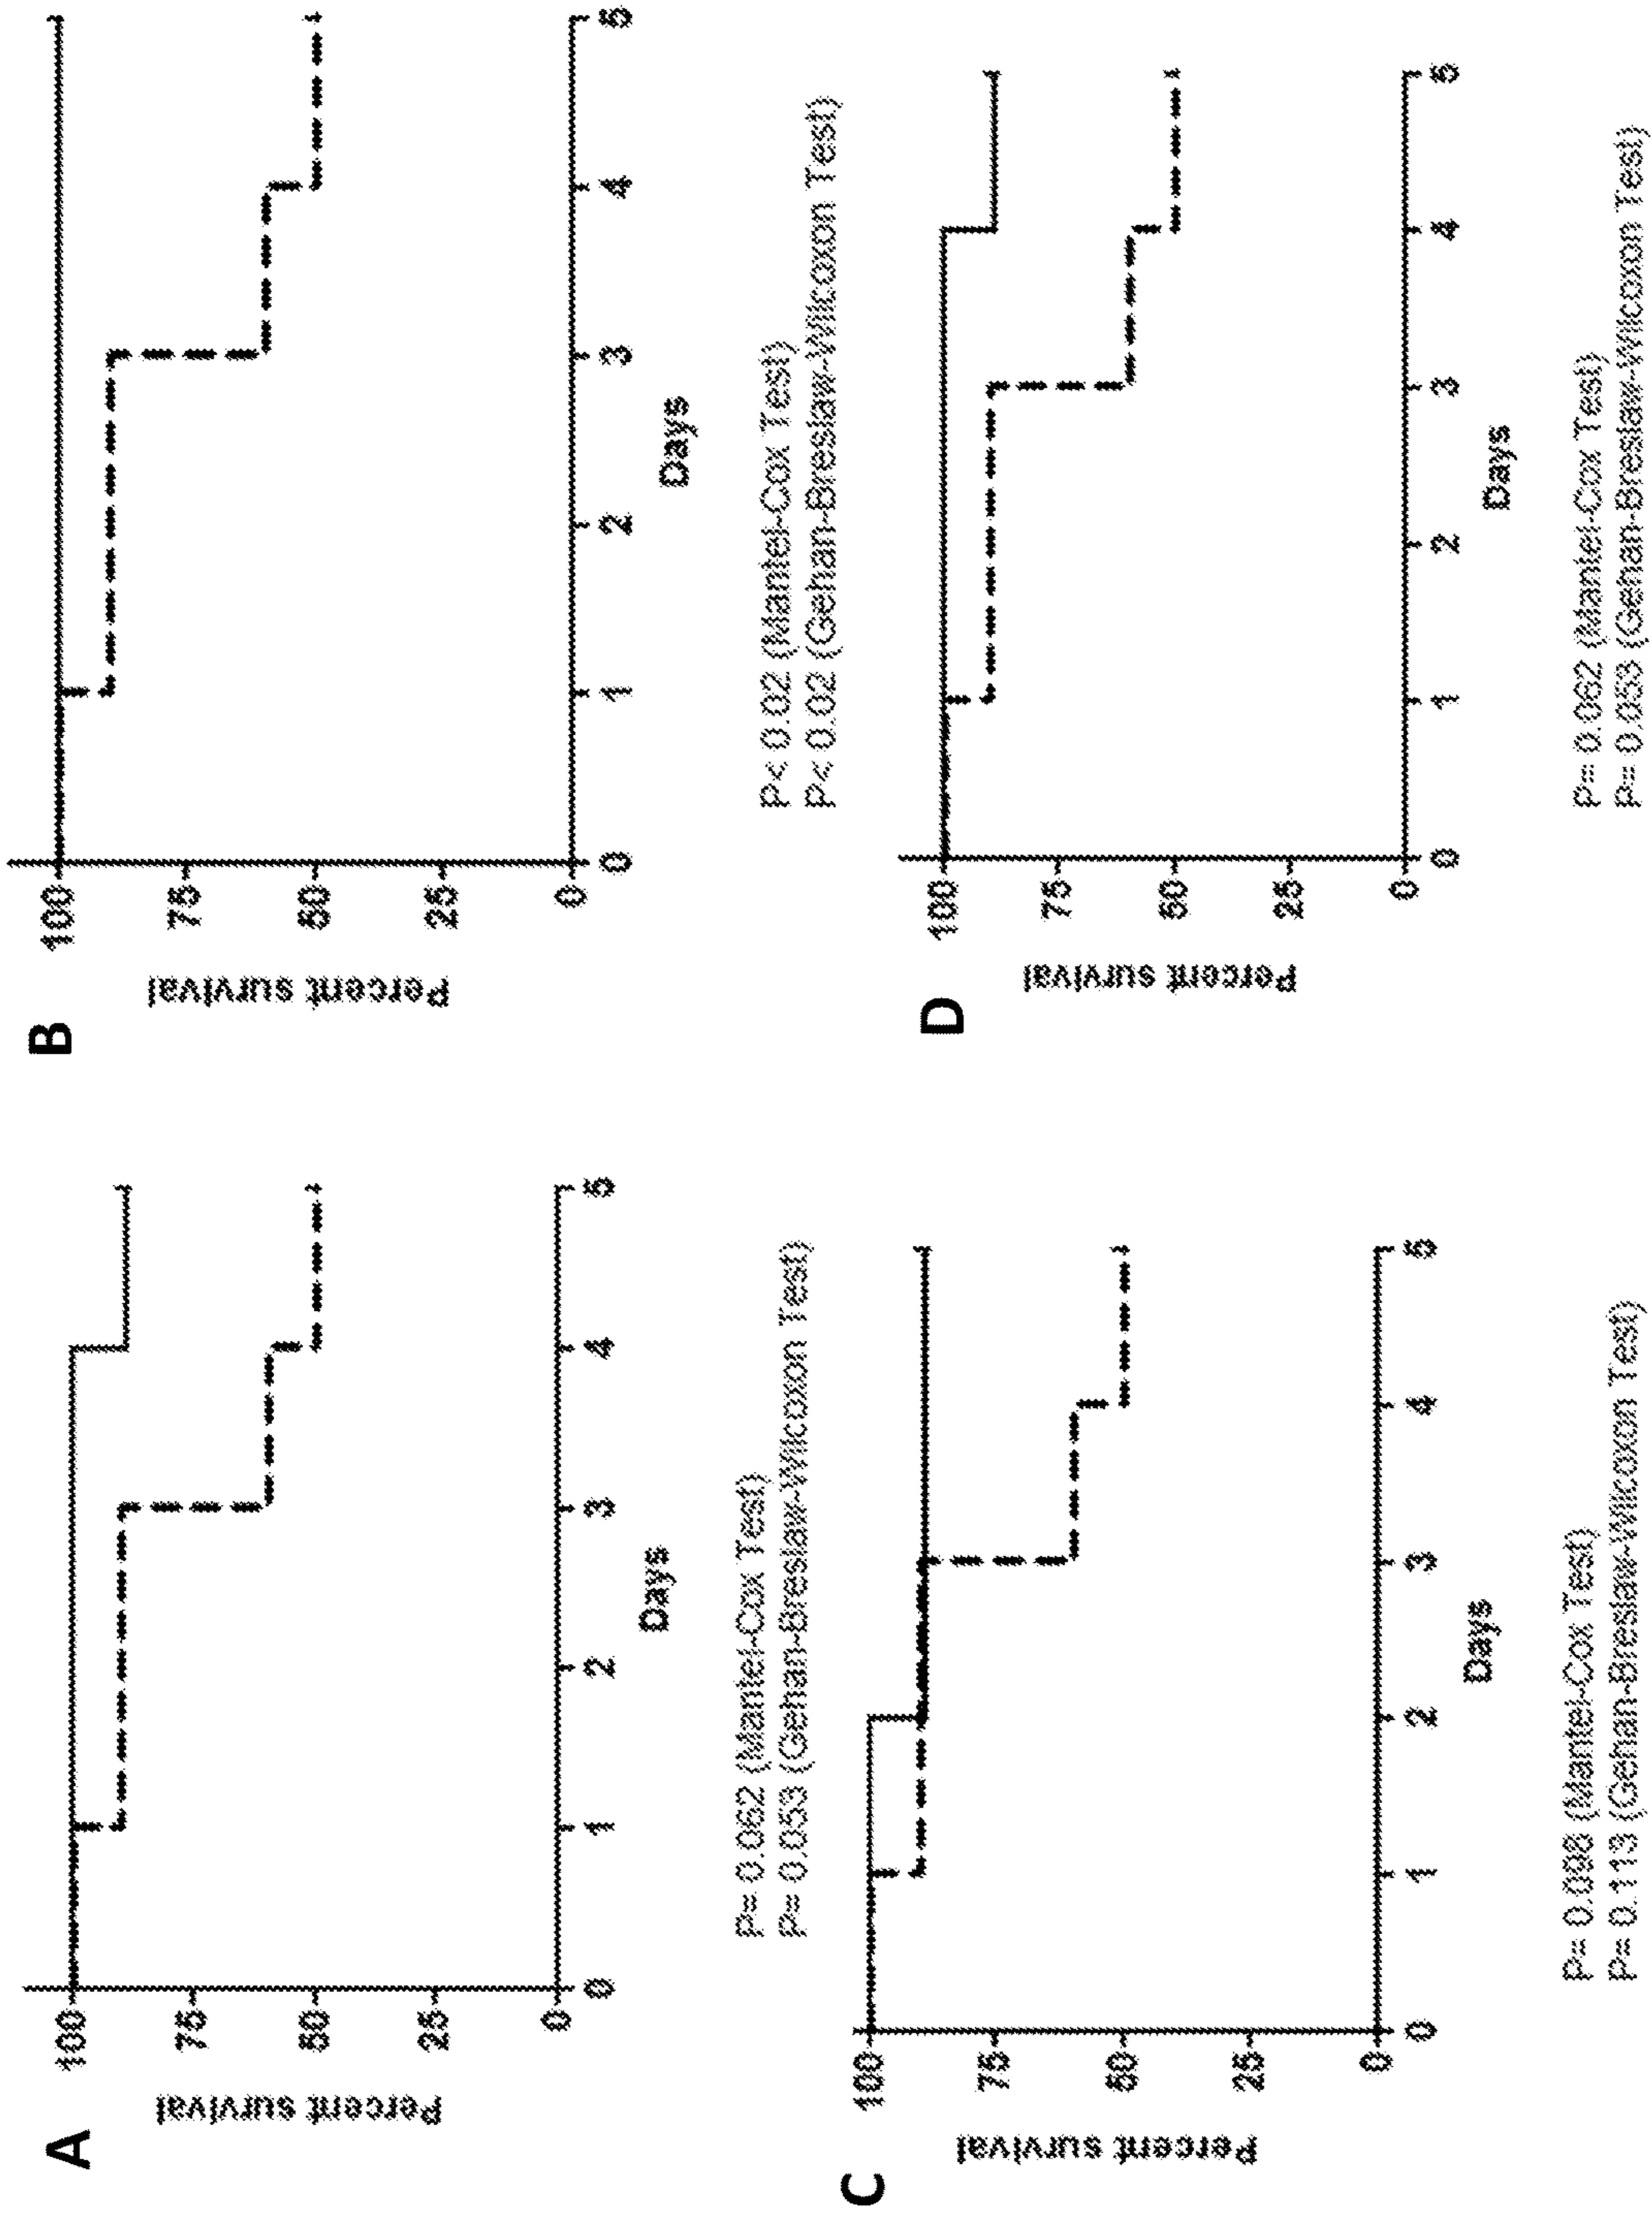 A
Percent survival
100
75
50
25
0
0 1 2 3 4 5
Days
P= 0.062 (Mantel-Cox Test)
P= 0.053 (Gehan-Breslaw-Wilcoxon Test)
B
Percent survival
100
75
50
25
0
0 1 2 3 4 5
Days
P< 0.02 (Mantel-Cox Test)
P< 0.02 (Gehan-Breslaw-Wilcoxon Test)
C
Percent survival
100
75
50
25
0
0 1 2 3 4 5
Days
P= 0.098 (Mantel-Cox Test)
P= 0.113 (Gehan-Breslaw-Wilcoxon Test)
D
Percent survival
100
75
50
25
0
0 1 2 3 4 5
Days
P= 0.062 (Mantel-Cox Test)
P= 0.053 (Gehan-Breslaw-Wilcoxon Test)